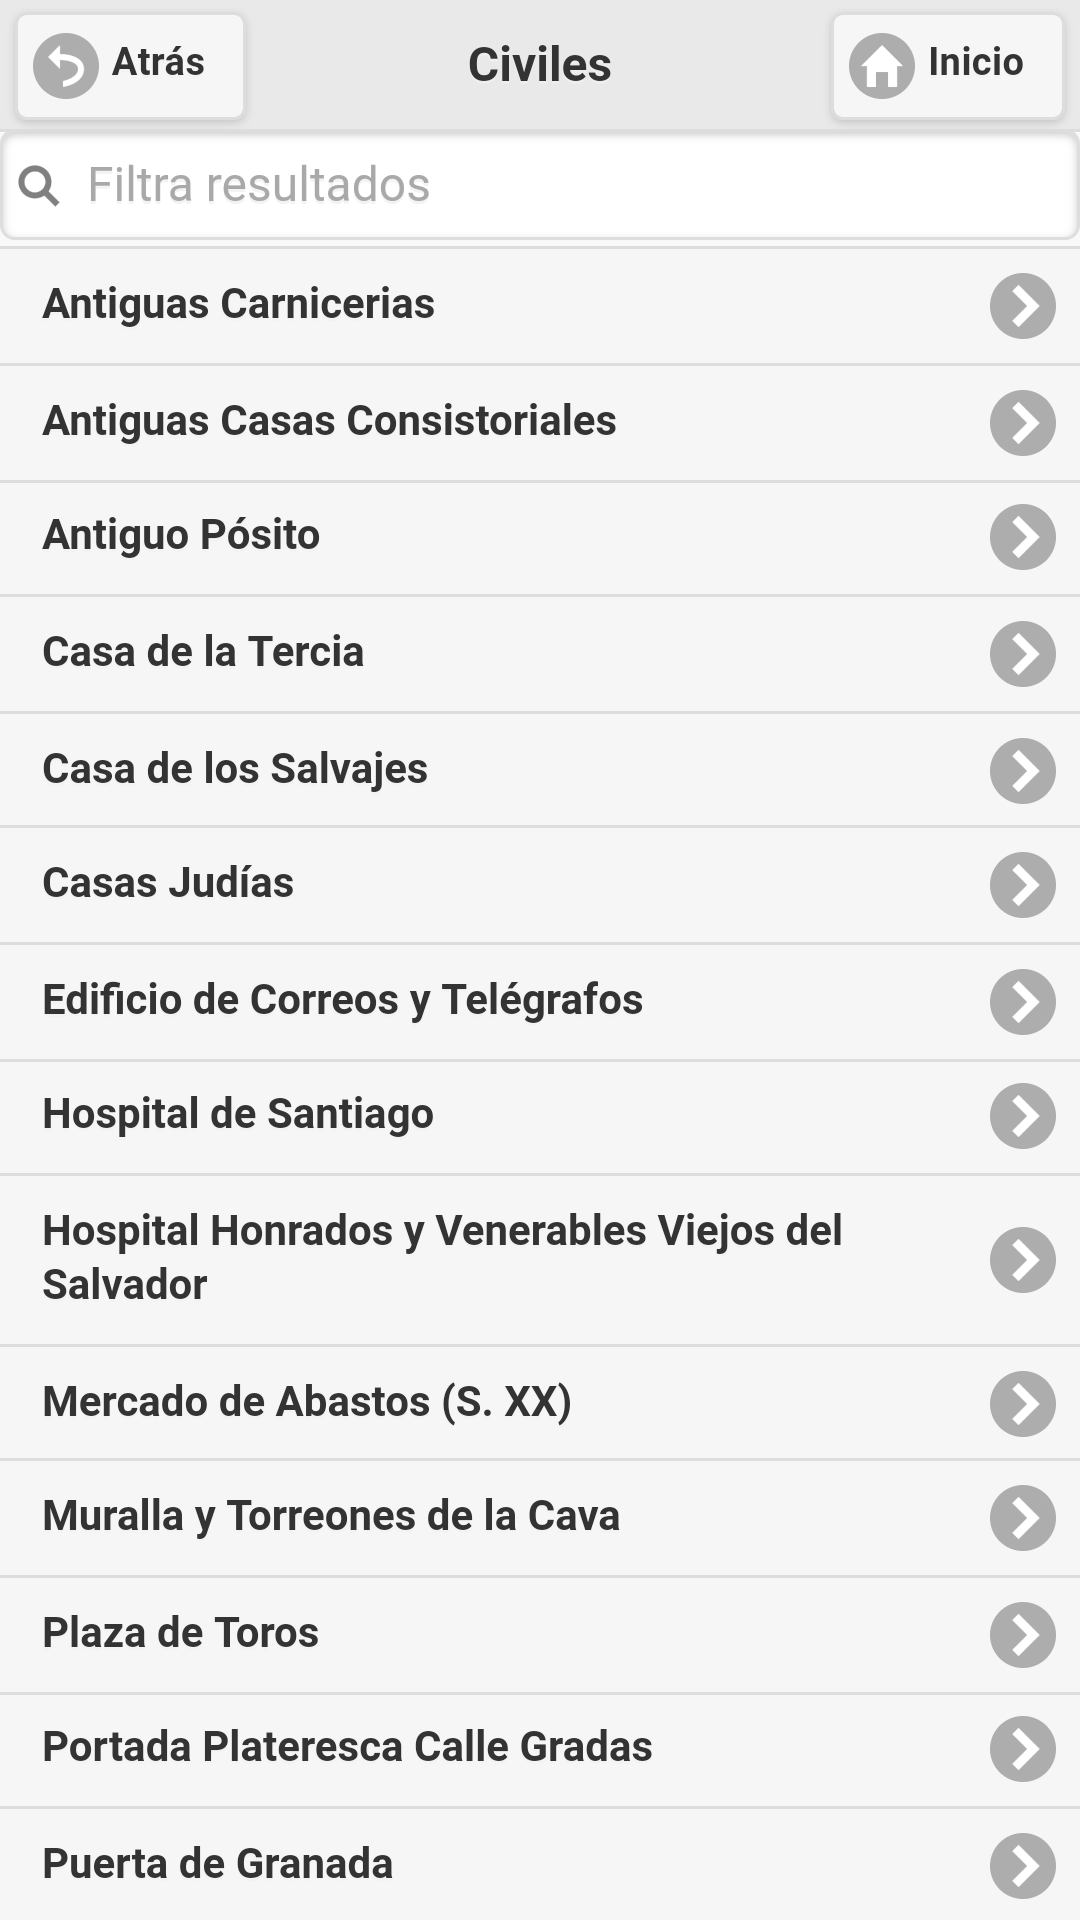 Atrás
Civiles
Inicio
Filtra resultados
Antiguas Carnicerias
Antiguas Casas Consistoriales
Antiguo Pósito
Casa de la Tercia
Casa de los Salvajes
Casas Judías
Edificio de Correos y Telégrafos
Hospital de Santiago
Hospital Honrados y Venerables Viejos del
Salvador
Mercado de Abastos (S. XX)
Muralla y Torreones de la Cava
Plaza de Toros
Portada Plateresca Calle Gradas
Puerta de Granada